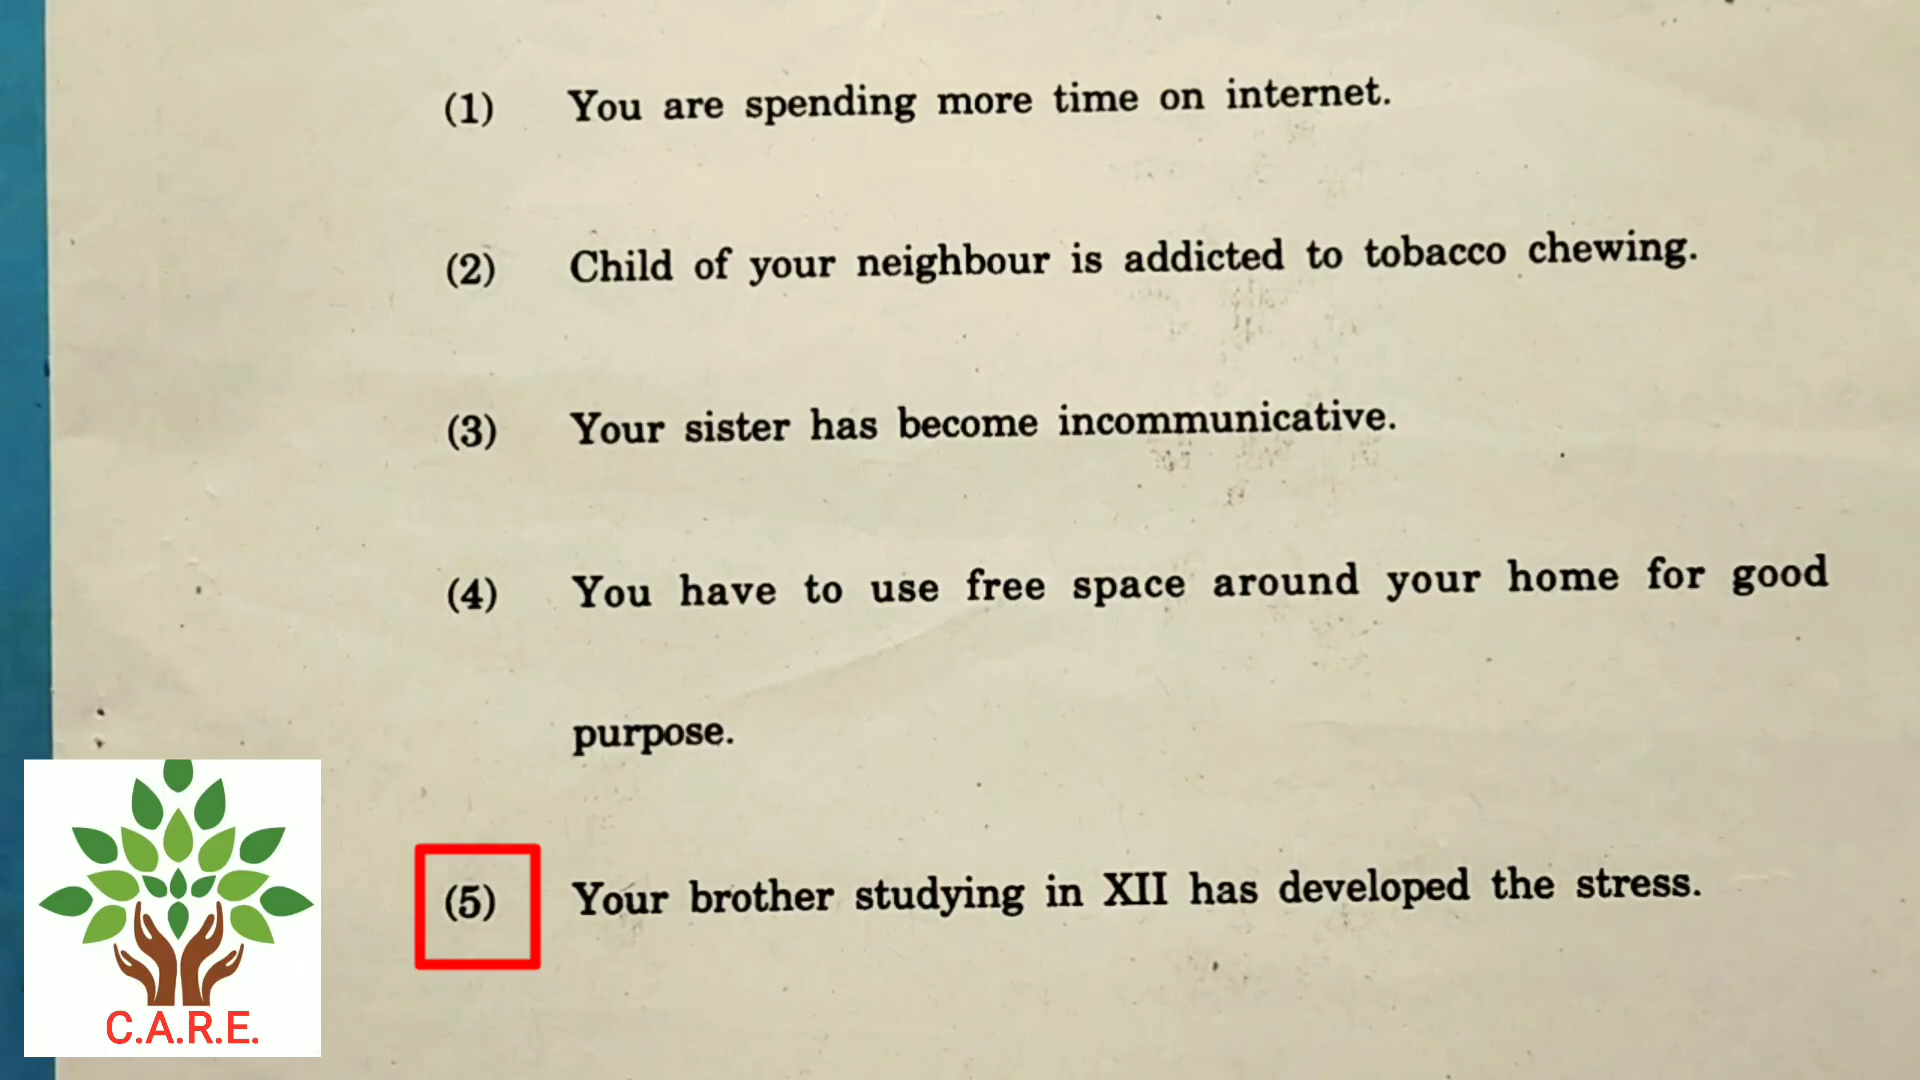 (1) You are spending more time on internet.
(2) Child of your neighbour is addicted to tobacco chewing.
(3) Your sister has become incommunicative.
(4) You have to use free space around your home for good
purpose.
(5) Your brother studying in XII has developed the stress.
C.A.R.E.